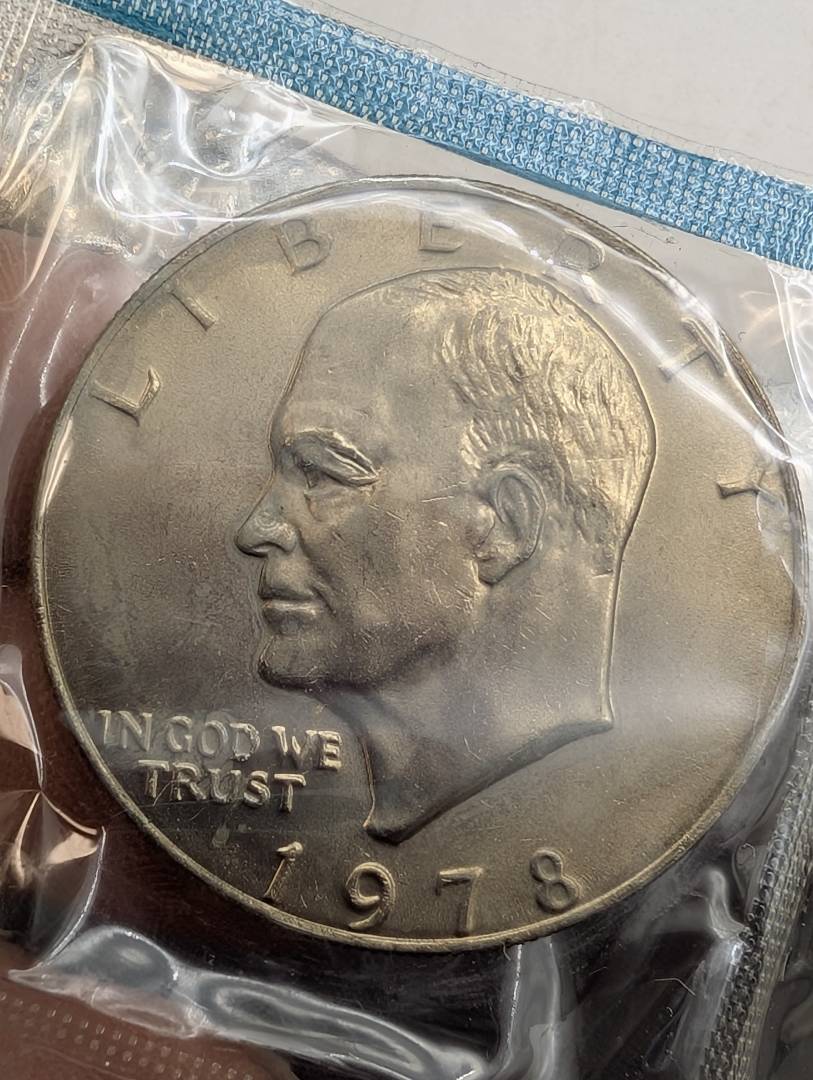 LIBERTY
IN GOD WE
TRUST
1978